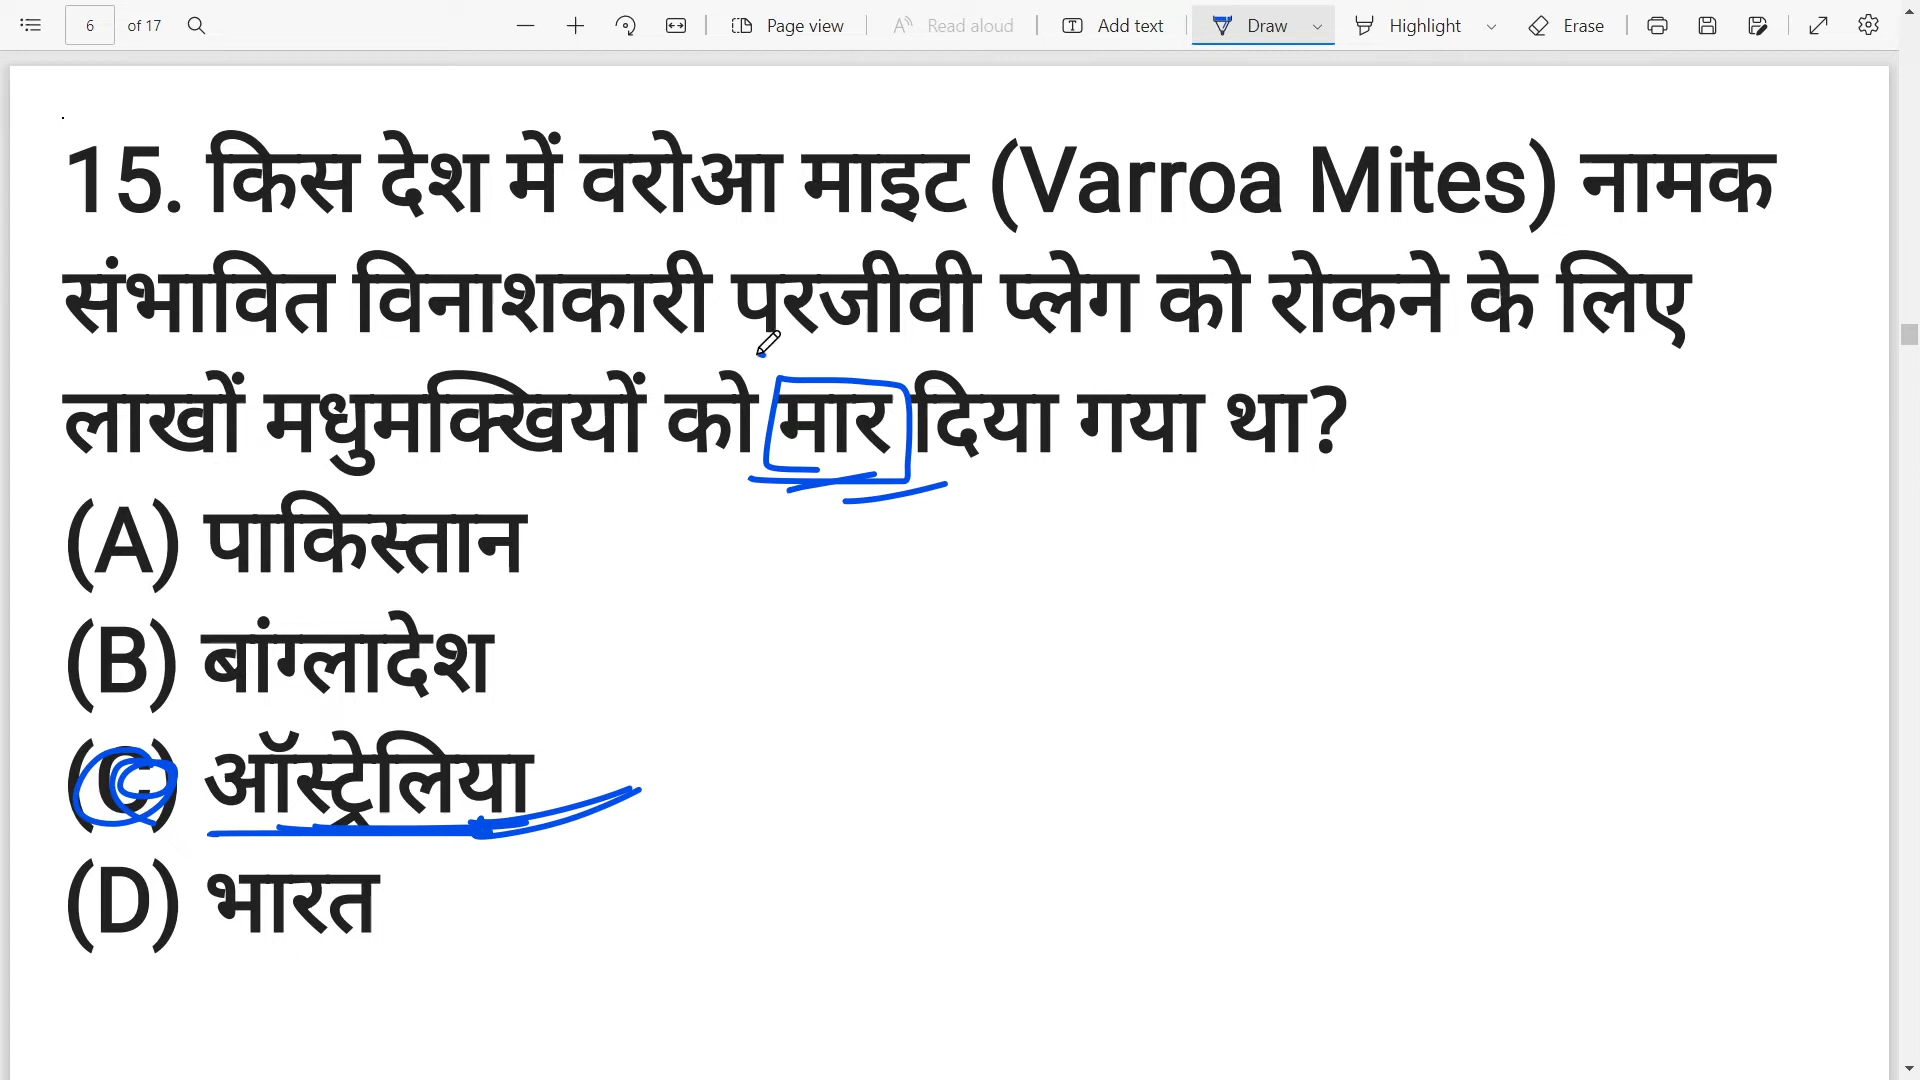 6 of 17 Page view Read aloud Add text Draw Highlight Erase
15. किस देश में वरोआ माइट (Varroa Mites) नामक
संभावित विनाशकारी परजीवी प्लेग को रोकने के लिए
लाखों मधुमक्खियों को मार दिया गया था?
(A) पाकिस्तान
(B) बांग्लादेश
(C) ऑस्ट्रेलिया
(D) भारत